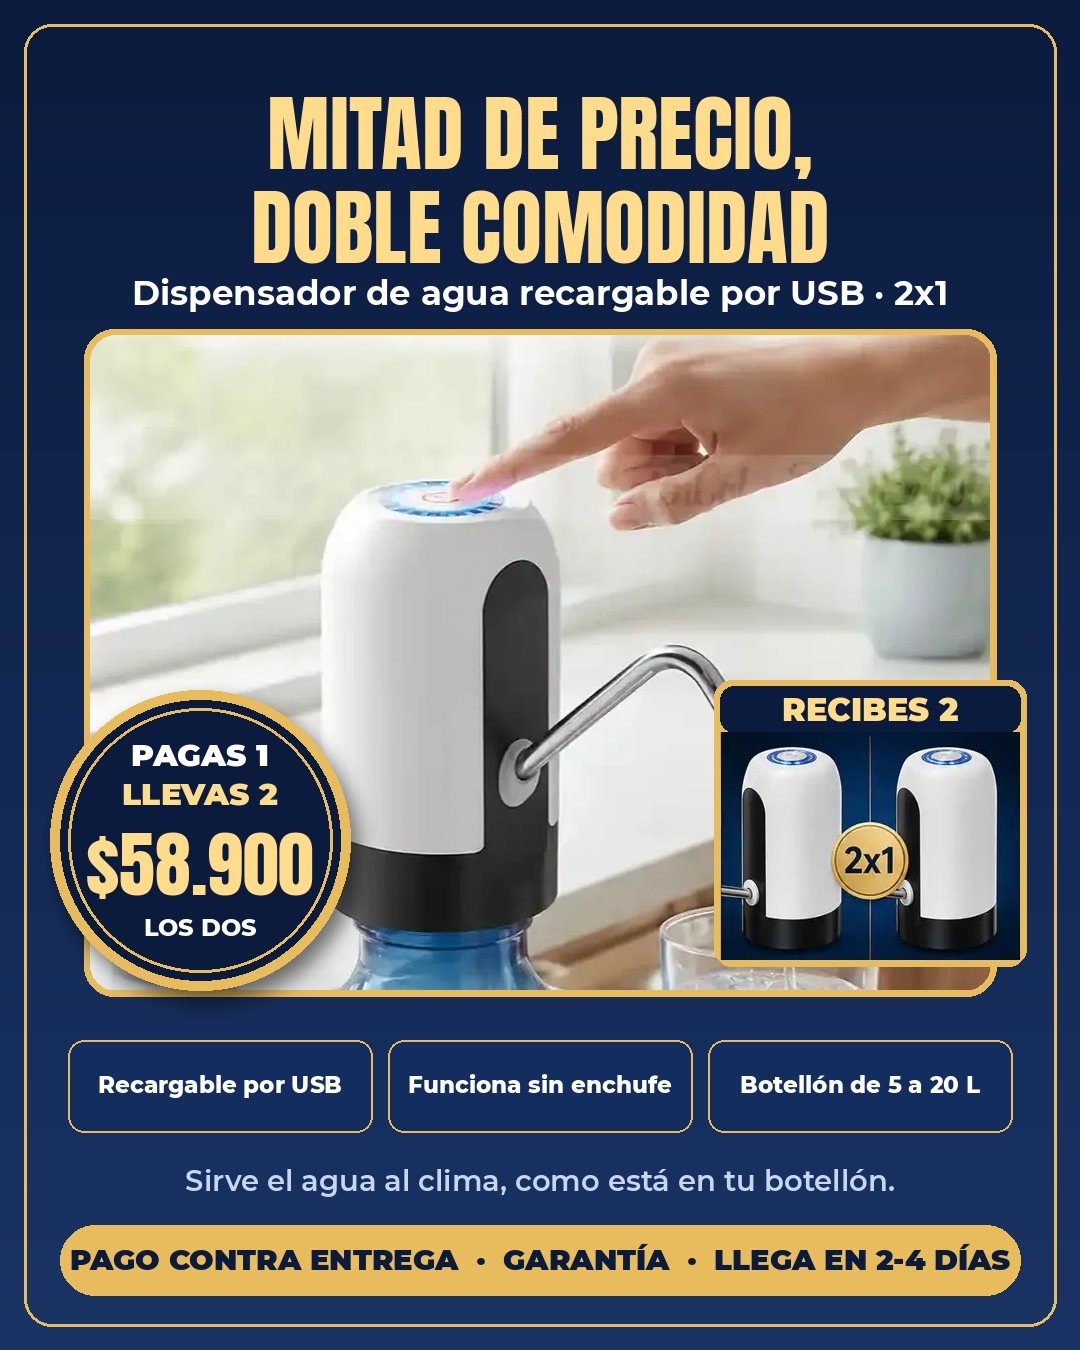 MITAD DE PRECIO,
DOBLE COMODIDAD
Dispensador de agua recargable por USB · 2x1
PAGAS 1
LLEVAS 2
$58.900
LOS DOS
RECIBES 2
2x1
Recargable por USB
Funciona sin enchufe
Botellón de 5 a 20 L
Sirve el agua al clima, como está en tu botellón.
PAGO CONTRA ENTREGA · GARANTÍA · LLEGA EN 2-4 DÍAS